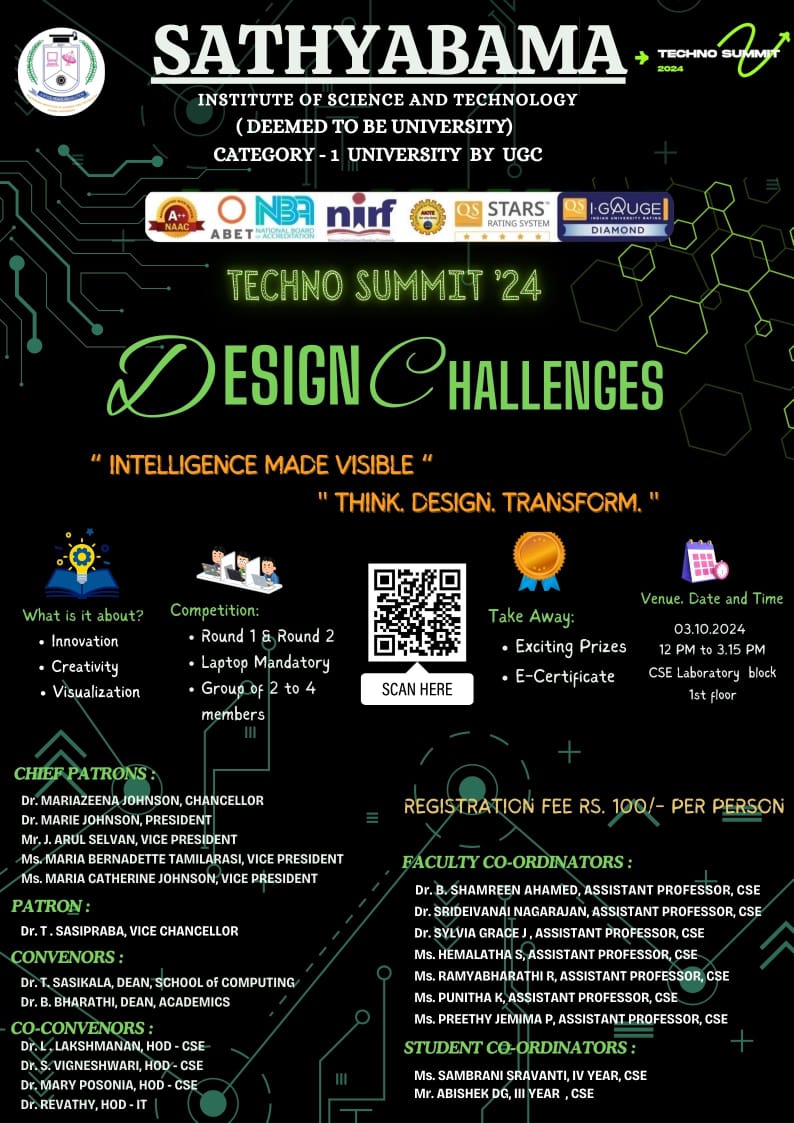 SATHYABAMA
INSTITUTE OF SCIENCE AND TECHNOLOGY
( DEEMED TO BE UNIVERSITY)
CATEGORY - 1 UNIVERSITY BY UGC
TECHNO SUMMIT
2024
A++
NAAC
ABET
NBA
NATIONAL BOARD
OF ACCREDITATION
nirf
QS STARS™
RATING SYSTEM
QS I·GAUGE
INDIAN UNIVERSITY RATING
DIAMOND
TECHNO SUMMIT '24
DESIGN CHALLENGES
“ INTELLIGENCE MADE VISIBLE “
" THINK. DESIGN. TRANSFORM. "
What is it about?
• Innovation
• Creativity
• Visualization
Competition:
• Round 1 & Round 2
• Laptop Mandatory
• Group of 2 to 4
members
SCAN HERE
Take Away:
• Exciting Prizes
• E-Certificate
Venue. Date and Time
03.10.2024
12 PM to 3.15 PM
CSE Laboratory block
1st floor
CHIEF PATRONS :
Dr. MARIAZEENA JOHNSON, CHANCELLOR
Dr. MARIE JOHNSON, PRESIDENT
Mr. J. ARUL SELVAN, VICE PRESIDENT
Ms. MARIA BERNADETTE TAMILARASI, VICE PRESIDENT
Ms. MARIA CATHERINE JOHNSON, VICE PRESIDENT
PATRON :
Dr. T . SASIPRABA, VICE CHANCELLOR
CONVENORS :
Dr. T. SASIKALA, DEAN, SCHOOL of COMPUTING
Dr. B. BHARATHI, DEAN, ACADEMICS
CO-CONVENORS :
Dr. L . LAKSHMANAN, HOD - CSE
Dr. S. VIGNESHWARI, HOD - CSE
Dr. MARY POSONIA, HOD - CSE
Dr. REVATHY, HOD - IT
REGISTRATION FEE RS. 100/- PER PERSON
FACULTY CO-ORDINATORS :
Dr. B. SHAMREEN AHAMED, ASSISTANT PROFESSOR, CSE
Dr. SRIDEIVANAI NAGARAJAN, ASSISTANT PROFESSOR, CSE
Dr. SYLVIA GRACE J , ASSISTANT PROFESSOR, CSE
Ms. HEMALATHA S, ASSISTANT PROFESSOR, CSE
Ms. RAMYABHARATHI R, ASSISTANT PROFESSOR, CSE
Ms. PUNITHA K, ASSISTANT PROFESSOR, CSE
Ms. PREETHY JEMIMA P, ASSISTANT PROFESSOR, CSE
STUDENT CO-ORDINATORS :
Ms. SAMBRANI SRAVANTI, IV YEAR, CSE
Mr. ABISHEK DG, III YEAR , CSE